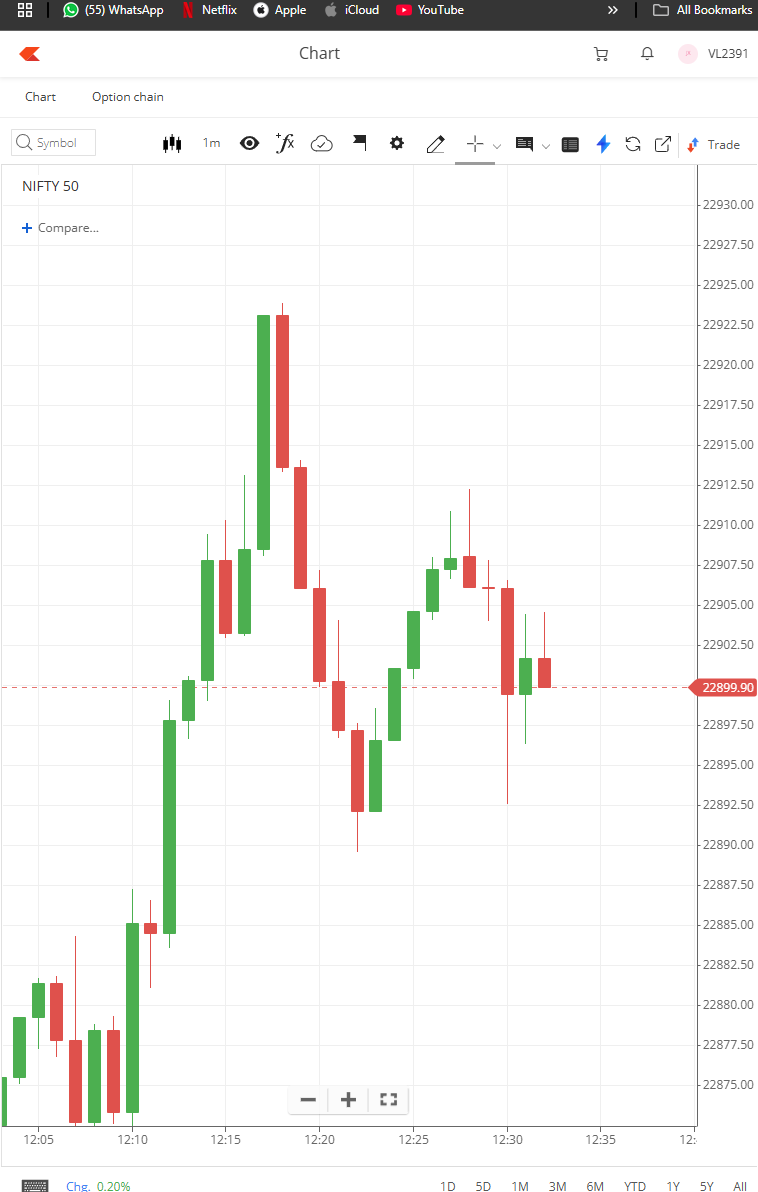 (55) WhatsApp Netflix Apple iCloud YouTube » All Bookmarks
Chart VL2391
Chart Option chain
Symbol 1m Trade
NIFTY 50
Compare...
22930.00
22927.50
22925.00
22922.50
22920.00
22917.50
22915.00
22912.50
22910.00
22907.50
22905.00
22902.50
22899.90
22897.50
22895.00
22892.50
22890.00
22887.50
22885.00
22882.50
22880.00
22877.50
22875.00
12:05 12:10 12:15 12:20 12:25 12:30 12:35 12:
Chg. 0.20% 1D 5D 1M 3M 6M YTD 1Y 5Y All